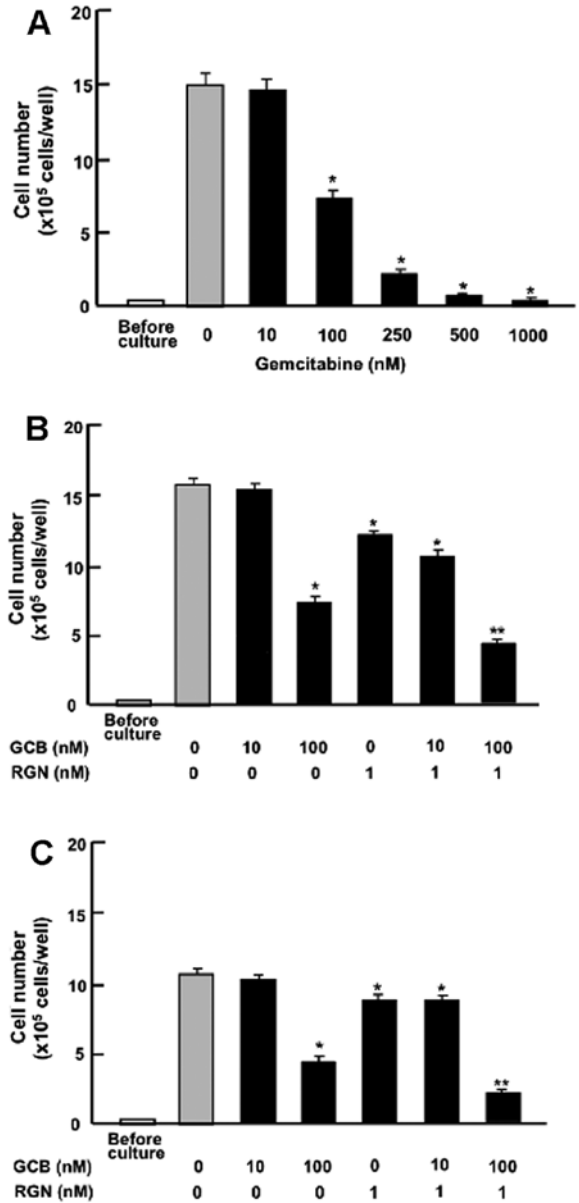 A
20
15
10
5
0
Cell number
(x10⁵ cells/well)
*
*
*
*
Before
culture
0 10 100 250 500 1000
Gemcitabine (nM)
B
20
15
10
5
0
Cell number
(x10⁵ cells/well)
*
*
*
**
Before
culture
GCB (nM) 0 10 100 0 10 100
RGN (nM) 0 0 0 1 1 1
C
20
15
10
5
0
Cell number
(x10⁵ cells/well)
*
*
*
**
Before
culture
GCB (nM) 0 10 100 0 10 100
RGN (nM) 0 0 0 1 1 1